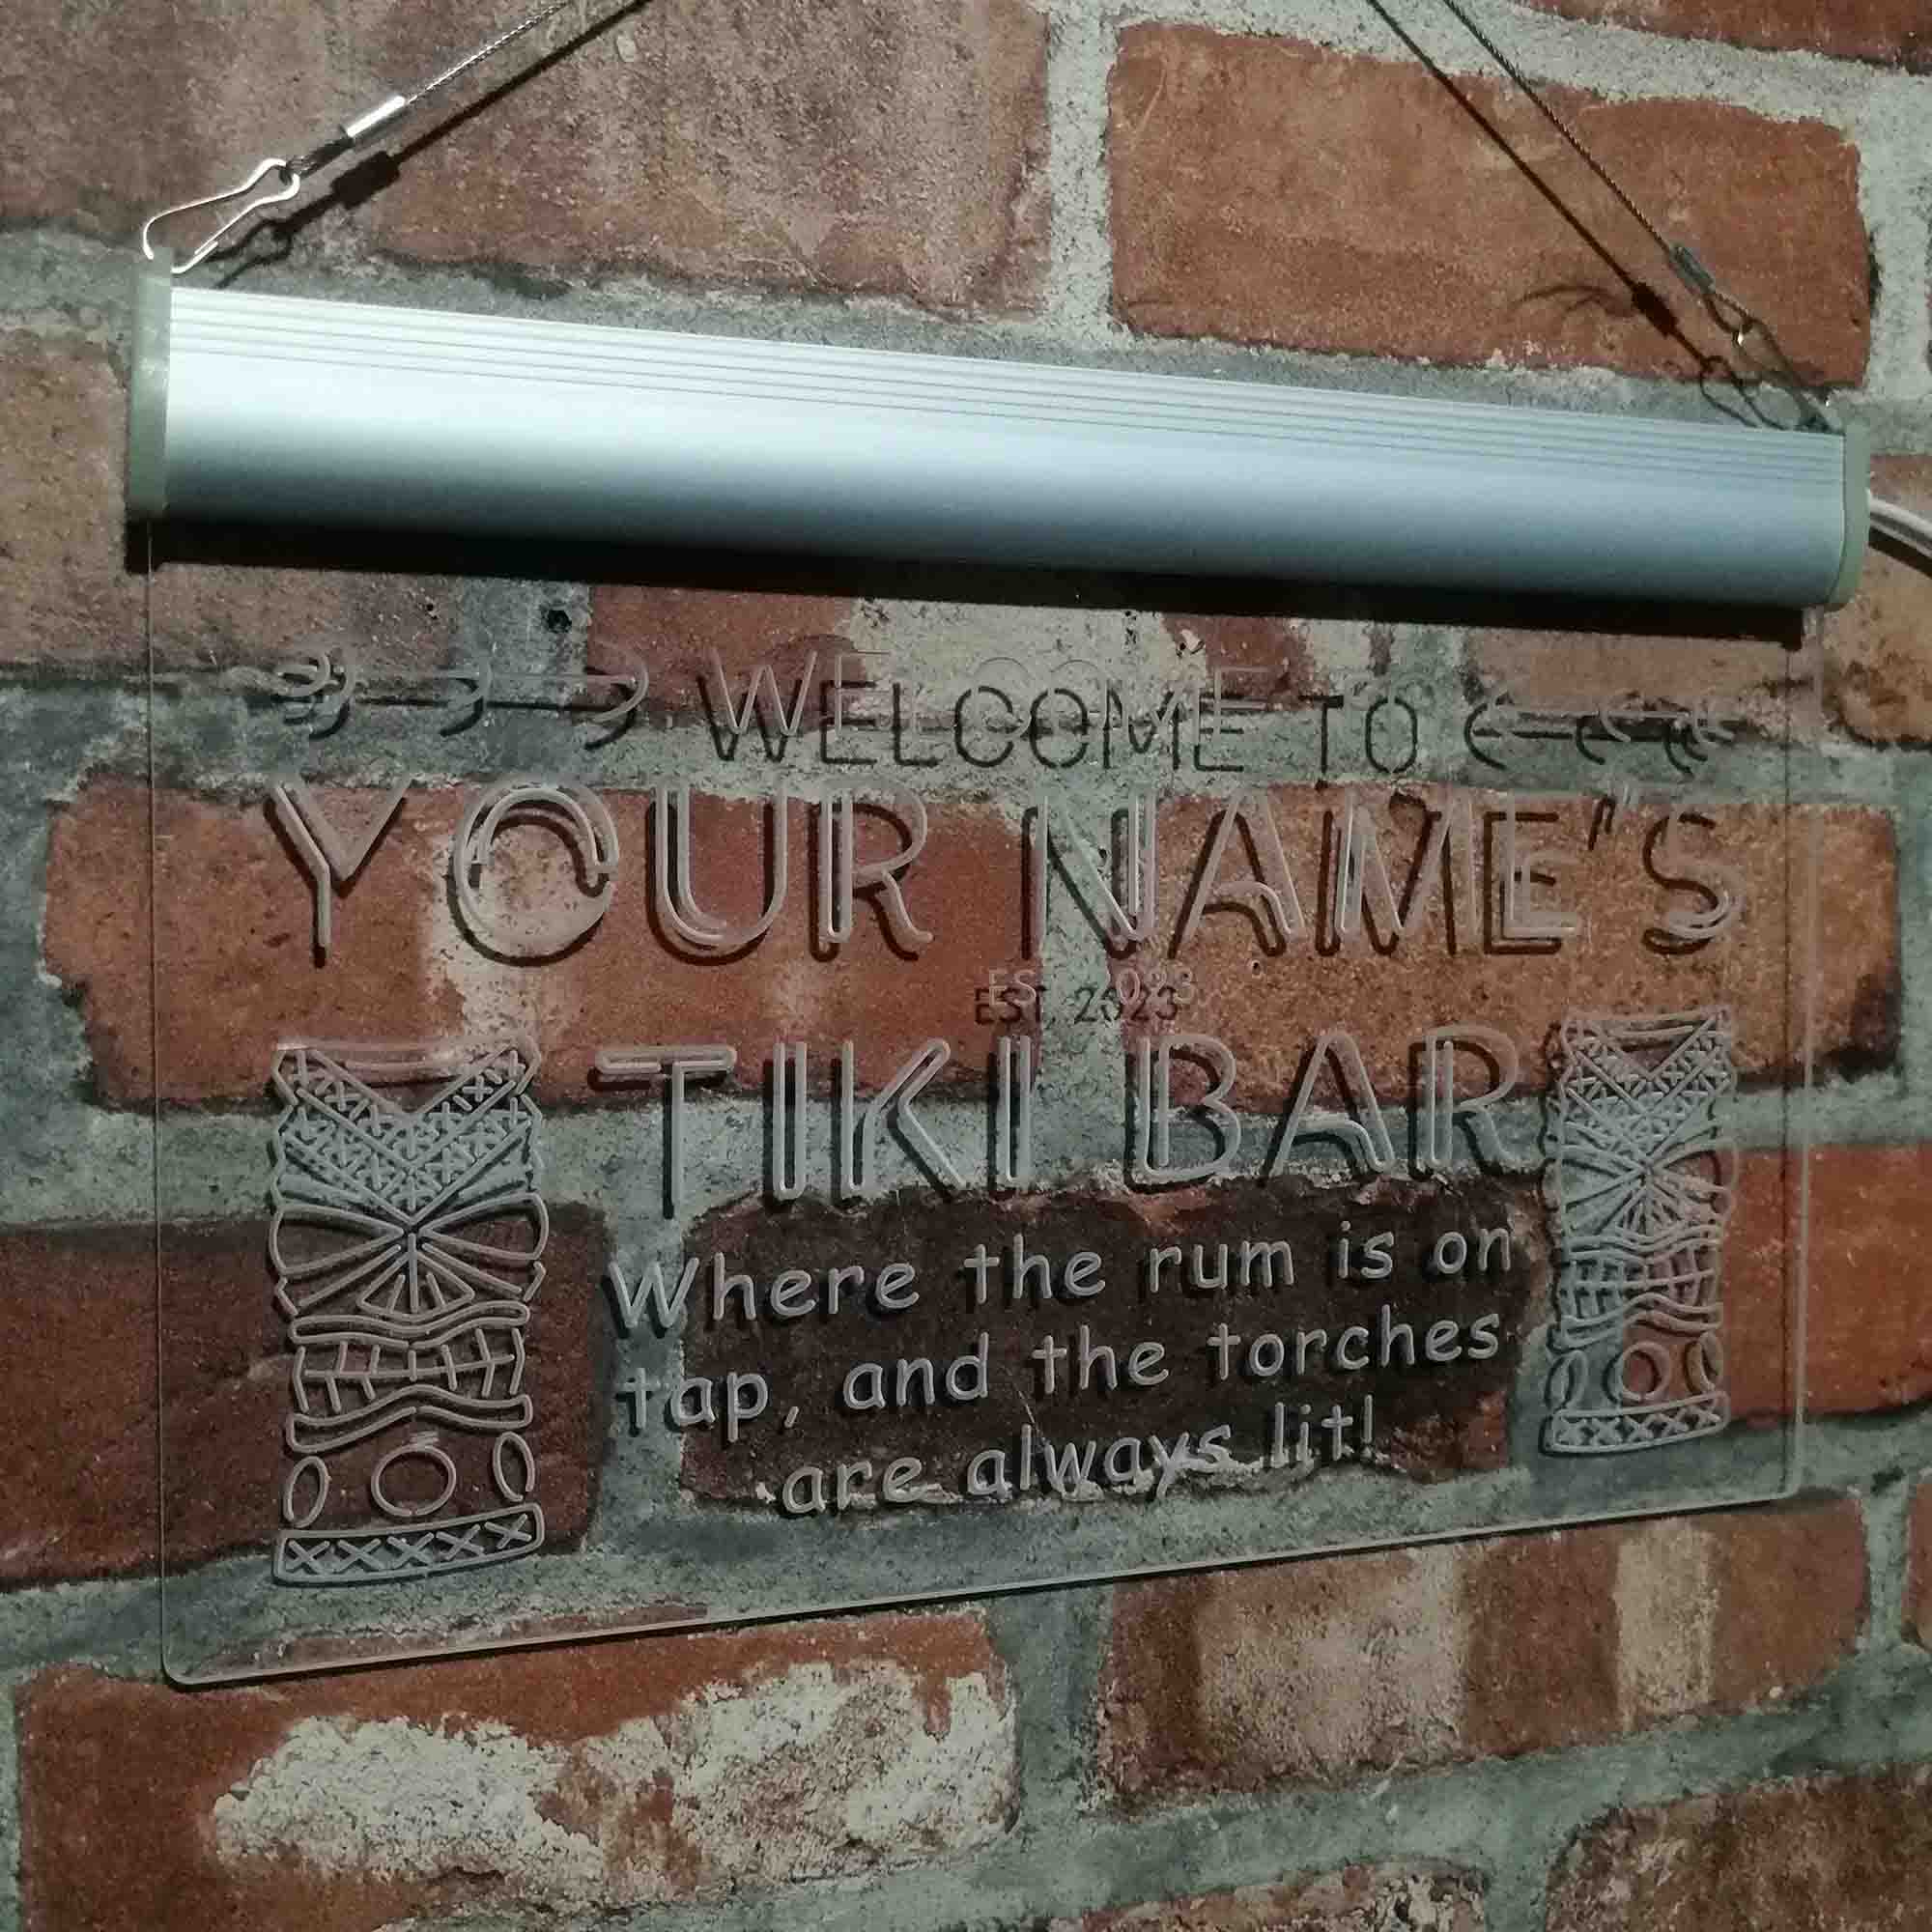 WELCOME TO
YOUR NAME'S
EST, 2023
TIKI BAR
Where the rum is on
tap, and the torches
are always lit!